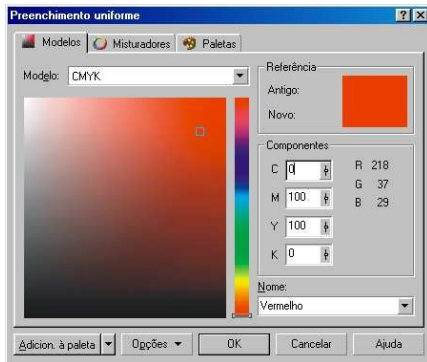 Preenchimento uniforme
Modelos Misturadores Paletas
Modelo: CMYK
Referência
Antigo:
Novo:
Componentes
C 0 R 218
M 100 G 37
Y 100 B 29
K 0
Nome:
Vermelho
Adicion. à paleta Opções OK Cancelar Ajuda